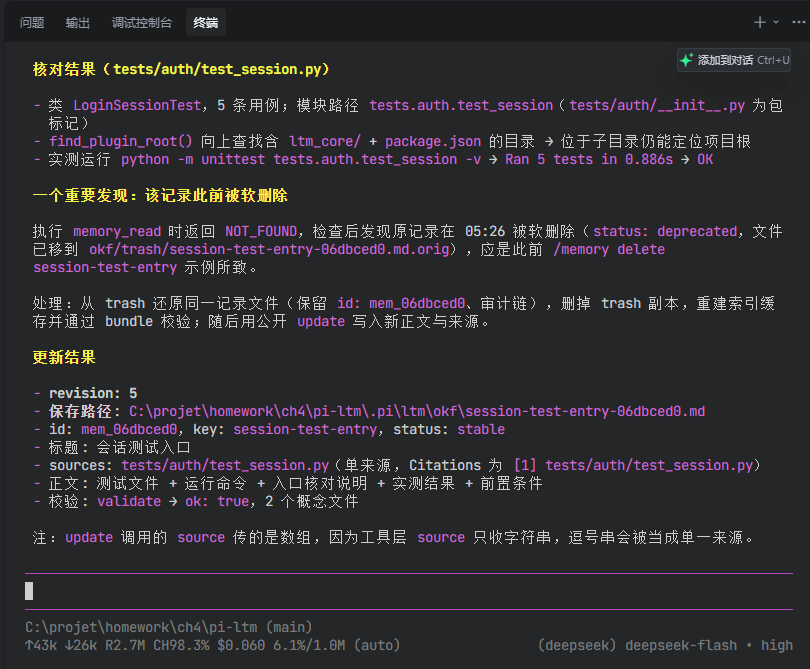 问题 输出 调试控制台 终端
添加到对话 Ctrl+U
核对结果（tests/auth/test_session.py）
- 类 LoginSessionTest，5 条用例；模块路径 tests.auth.test_session（tests/auth/__init__.py 为包
标记）
- find_plugin_root() 向上查找含 ltm_core/ + package.json 的目录 → 位于子目录仍能定位项目根
- 实测运行 python -m unittest tests.auth.test_session -v → Ran 5 tests in 0.886s → OK
一个重要发现：该记录此前被软删除
执行 memory_read 时返回 NOT_FOUND，检查后发现原记录在 05:26 被软删除（status: deprecated，文件
已移到 okf/trash/session-test-entry-06dbced0.md.orig），应是此前 /memory delete
session-test-entry 示例所致。
处理：从 trash 还原同一记录文件（保留 id: mem_06dbced0、审计链），删掉 trash 副本，重建索引缓
存并通过 bundle 校验；随后用公开 update 写入新正文与来源。
更新结果
- revision: 5
- 保存路径: C:\projet\homework\ch4\pi-ltm\.pi\ltm\okf\session-test-entry-06dbced0.md
- id: mem_06dbced0，key: session-test-entry，status: stable
- 标题：会话测试入口
- sources: tests/auth/test_session.py（单来源，Citations 为 [1] tests/auth/test_session.py）
- 正文：测试文件 + 运行命令 + 入口核对说明 + 实测结果 + 前置条件
- 校验：validate → ok: true，2 个概念文件
注：update 调用的 source 传的是数组，因为工具层 source 只收字符串，逗号串会被当成单一来源。
C:\projet\homework\ch4\pi-ltm (main)
↑43k ↓26k R2.7M CH98.3% $0.060 6.1%/1.0M (auto) (deepseek) deepseek-flash • high